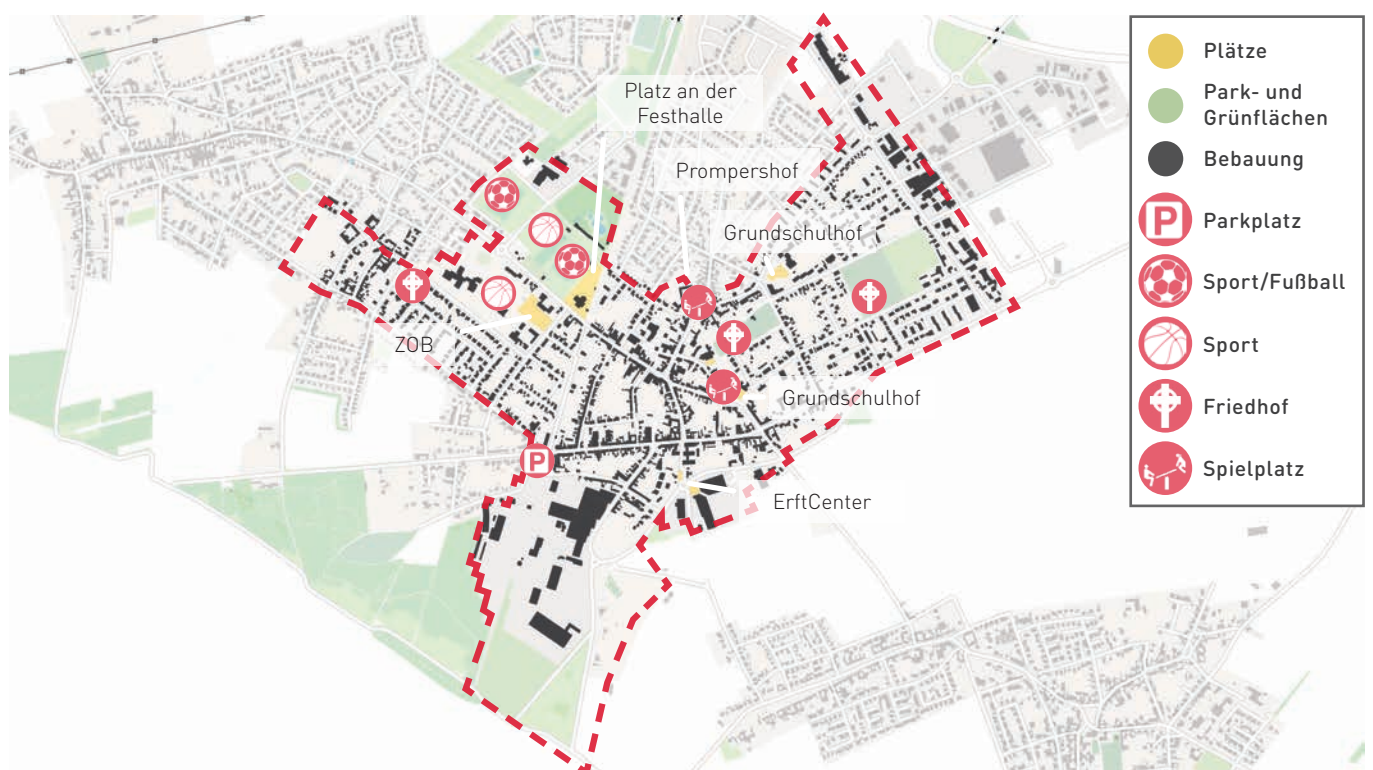 Platz an der
Festhalle
Prompershof
Grundschulhof
ZOB
Grundschulhof
ErftCenter
Plätze
Park- und
Grünflächen
Bebauung
P
Parkplatz
Sport/Fußball
Sport
Friedhof
Spielplatz
P